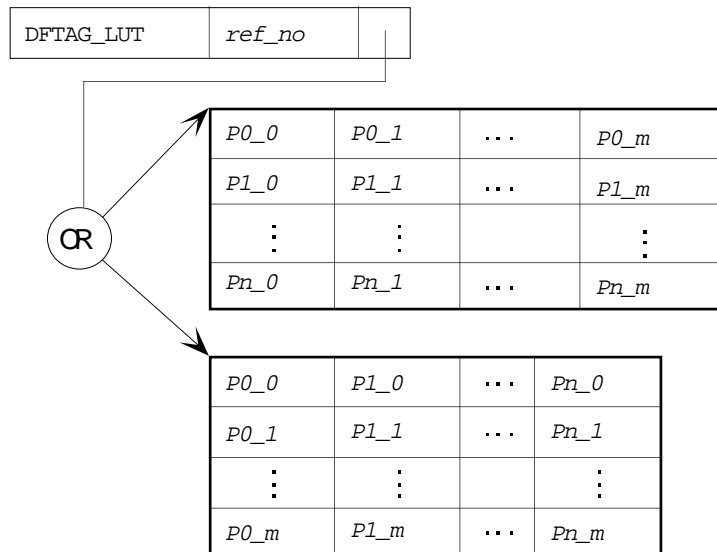 DFTAG_LUT ref_no
P0_0 P0_1 ... P0_m
P1_0 P1_1 ... P1_m
⋮ ⋮ ⋮
OR
Pn_0 Pn_1 ... Pn_m
P0_0 P1_0 ... Pn_0
P0_1 P1_1 ... Pn_1
⋮ ⋮ ⋮
P0_m P1_m ... Pn_m